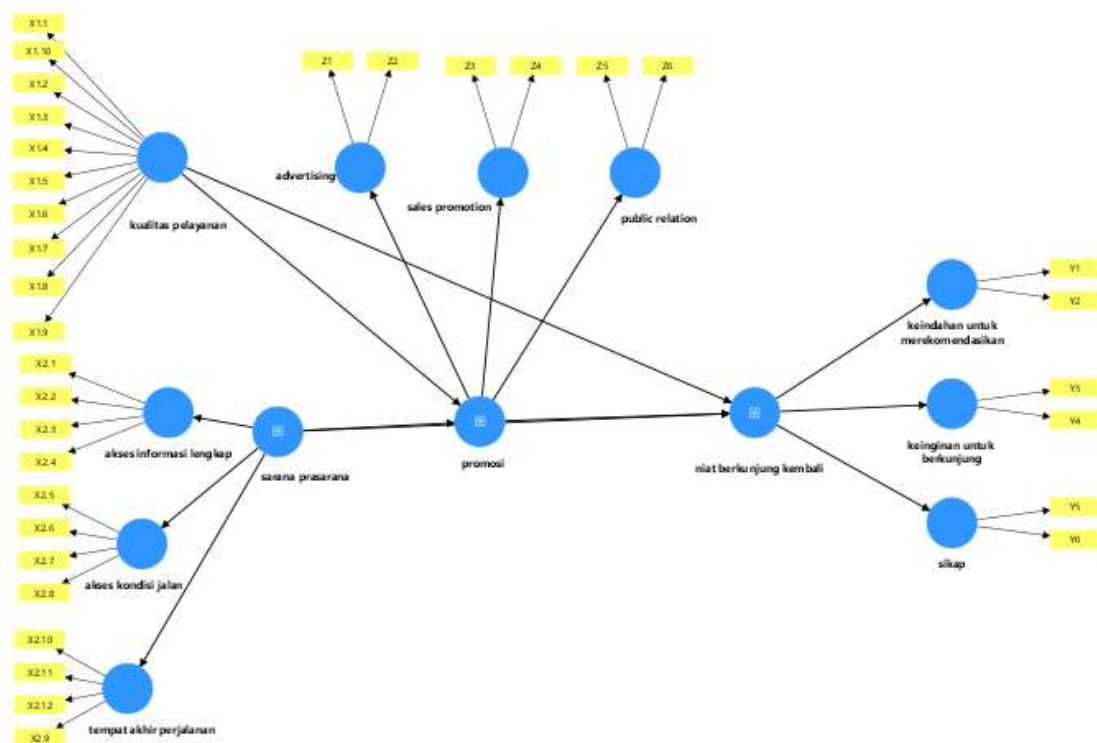 X1.1
X1.10
X1.2
X1.3
X1.4
X1.5
X1.6
X1.7
X1.8
X1.9
kualitas pelayanan
Z1
Z2
advertising
Z3
Z4
sales promotion
Z5
Z6
public relation
X2.1
X2.2
X2.3
X2.4
akses informasi lengkap
sarana prasarana
promosi
niat berkunjung kembali
Y1
Y2
keindahan untuk
merekomendasikan
Y3
Y4
keinginan untuk
berkunjung
Y5
Y6
sikap
X2.5
X2.6
X2.7
X2.8
akses kondisi jalan
X2.10
X2.11
X2.12
X2.9
tempat akhir perjalanan